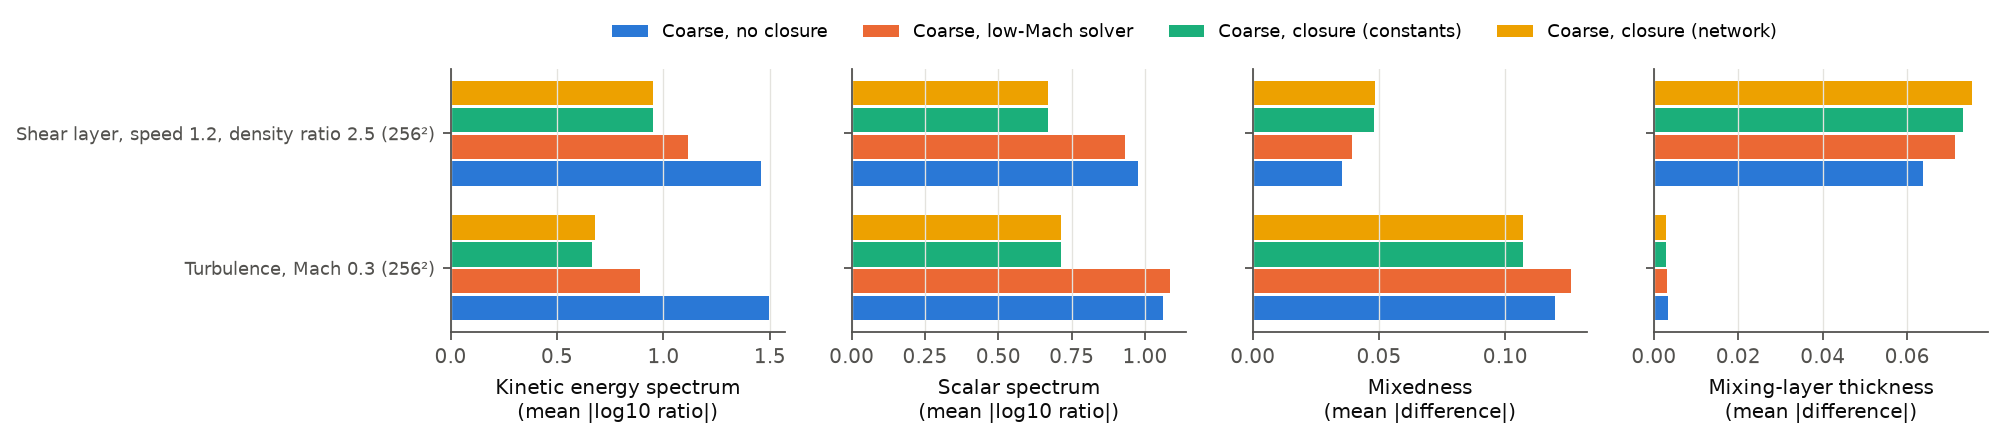 Coarse, no closure
Coarse, low-Mach solver
Coarse, closure (constants)
Coarse, closure (network)
Shear layer, speed 1.2, density ratio 2.5 (256²)
Turbulence, Mach 0.3 (256²)
0.0 0.5 1.0 1.5
Kinetic energy spectrum
(mean |log10 ratio|)
0.00 0.25 0.50 0.75 1.00
Scalar spectrum
(mean |log10 ratio|)
0.00 0.05 0.10
Mixedness
(mean |difference|)
0.00 0.02 0.04 0.06
Mixing-layer thickness
(mean |difference|)